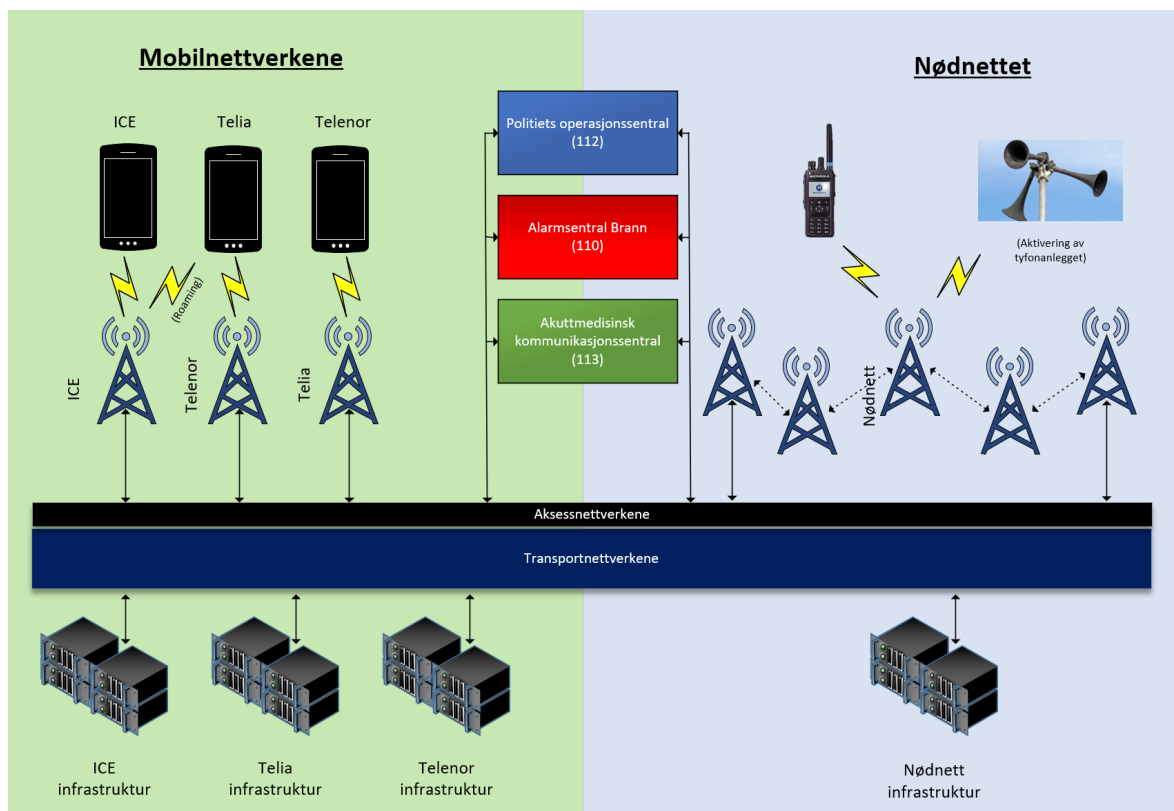 Mobilnettverkene
Nødnettet
ICE
Telia
Telenor
Politiets operasjonssentral
(112)
Alarmsentral Brann
(110)
Akuttmedisinsk
kommunikasjonssentral
(113)
MOTOROLA
(Aktivering av
tyfonanlegget)
(Roaming)
ICE
Telenor
Telia
Nødnett
Aksessnettverkene
Transportnettverkene
ICE
infrastruktur
Telia
infrastruktur
Telenor
infrastruktur
Nødnett
infrastruktur